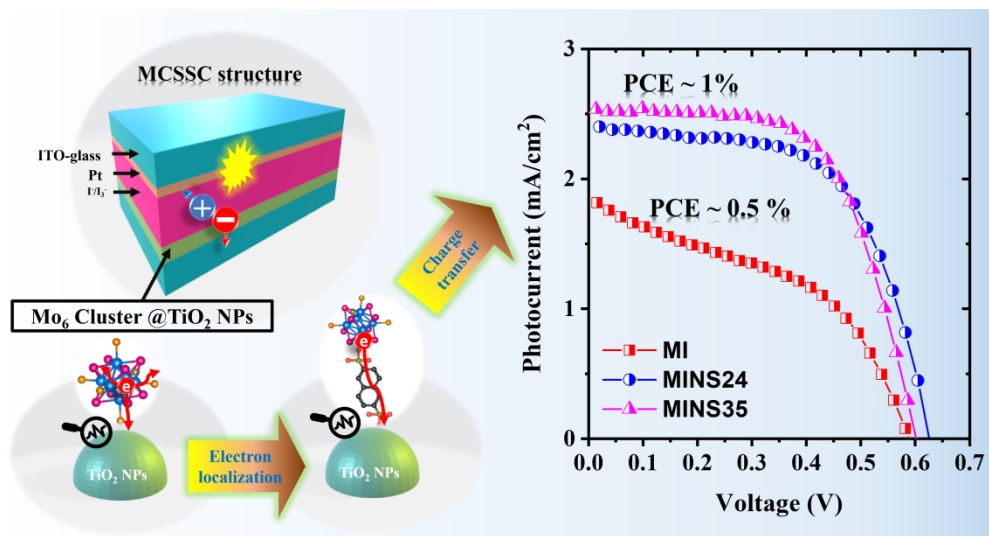 MCSSC structure
ITO-glass
Pt
I⁻/I₃⁻
Mo₆ Cluster @TiO₂ NPs
e
TiO₂ NPs
Electron
localization
e
TiO₂ NPs
Charge
transfer
Photocurrent (mA/cm²)
3
2
1
0
PCE ~ 1%
PCE ~ 0.5 %
MI
MINS24
MINS35
0.0 0.1 0.2 0.3 0.4 0.5 0.6 0.7
Voltage (V)